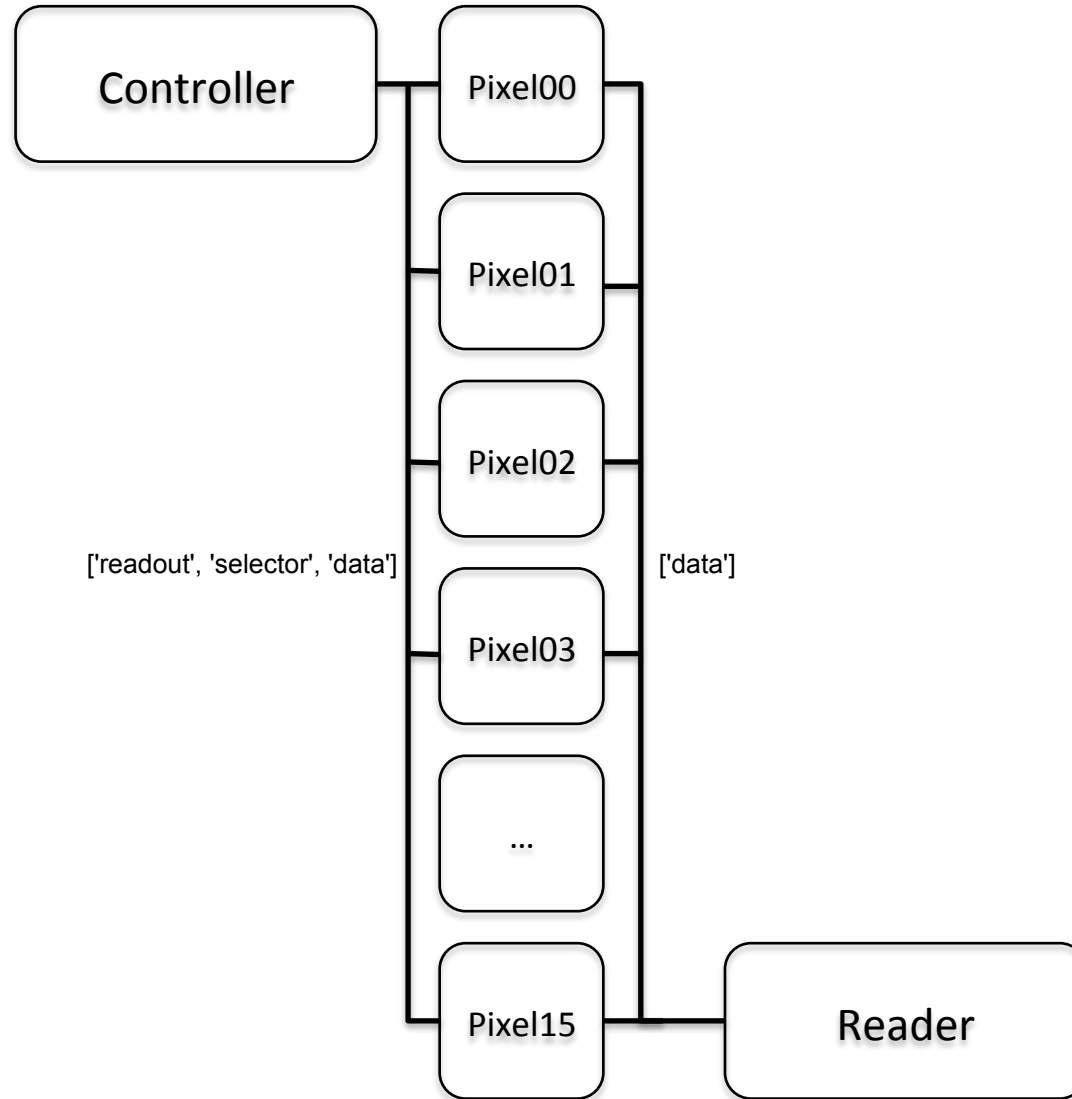 Controller
Pixel00
Pixel01
Pixel02
['readout', 'selector', 'data']
['data']
Pixel03
...
Pixel15
Reader